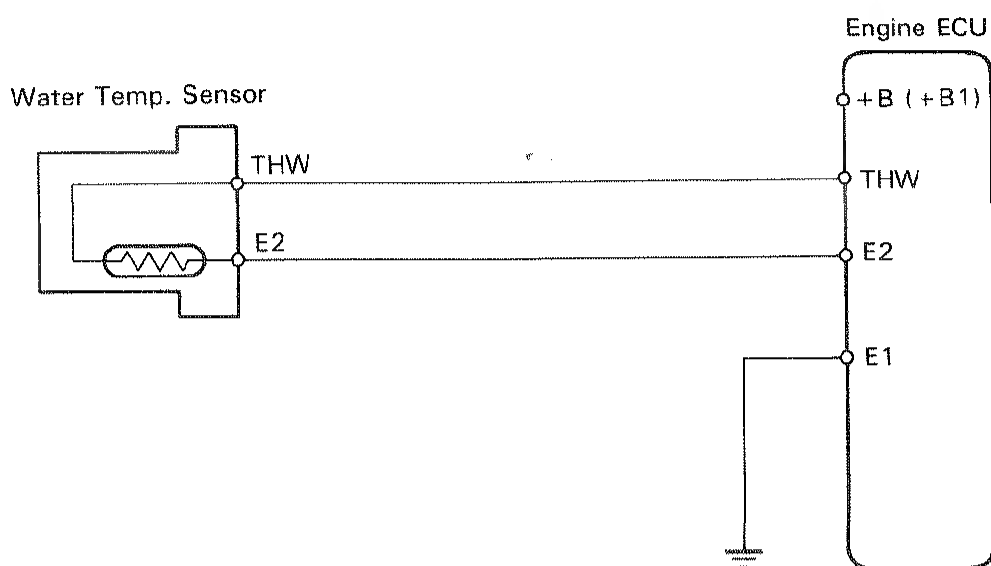 Engine ECU
Water Temp. Sensor
+B (+B1)
THW
THW
E2
E2
E1